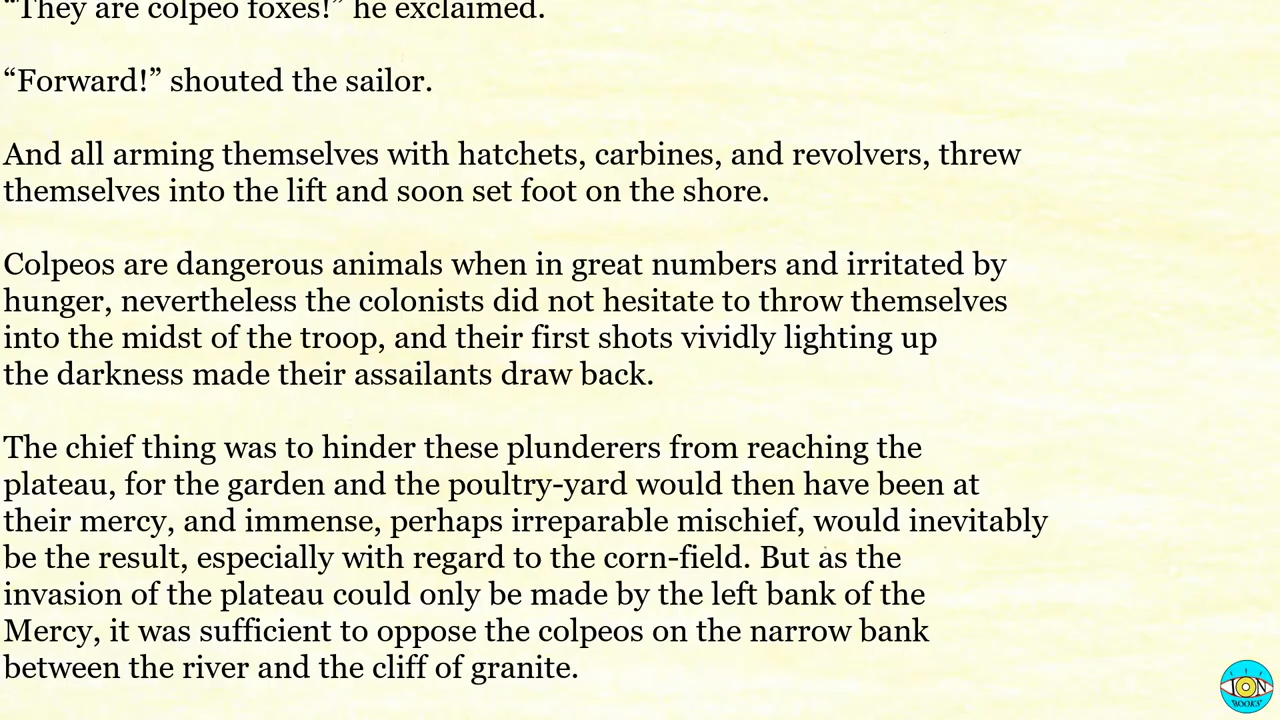 “They are colpeo foxes!” he exclaimed.
“Forward!” shouted the sailor.
And all arming themselves with hatchets, carbines, and revolvers, threw
themselves into the lift and soon set foot on the shore.
Colpeos are dangerous animals when in great numbers and irritated by
hunger, nevertheless the colonists did not hesitate to throw themselves
into the midst of the troop, and their first shots vividly lighting up
the darkness made their assailants draw back.
The chief thing was to hinder these plunderers from reaching the
plateau, for the garden and the poultry-yard would then have been at
their mercy, and immense, perhaps irreparable mischief, would inevitably
be the result, especially with regard to the corn-field. But as the
invasion of the plateau could only be made by the left bank of the
Mercy, it was sufficient to oppose the colpeos on the narrow bank
between the river and the cliff of granite.
ION
BOOKS